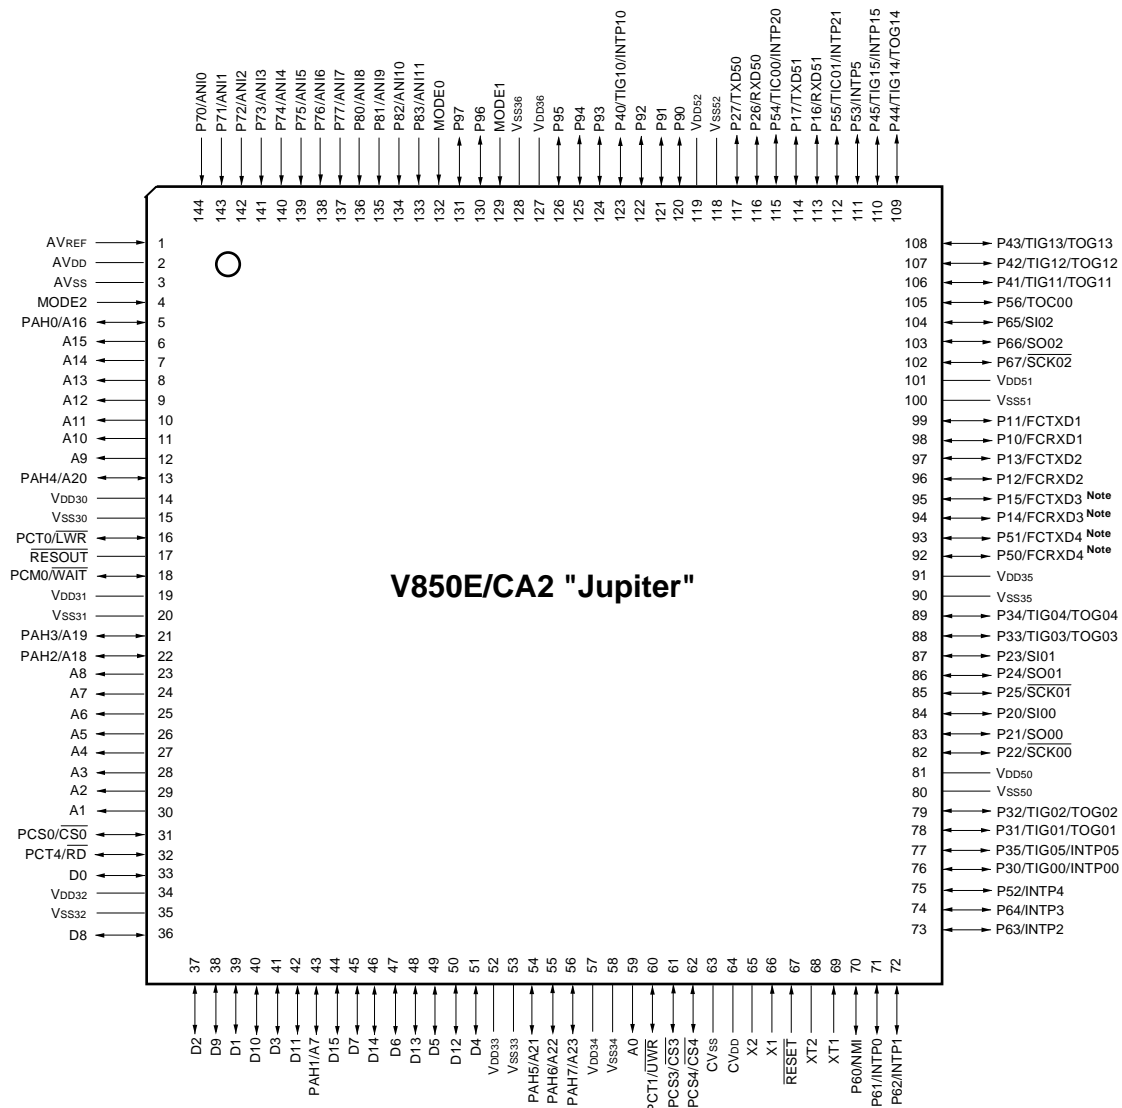 P70/ANI0
P71/ANI1
P72/ANI2
P73/ANI3
P74/ANI4
P75/ANI5
P76/ANI6
P77/ANI7
P80/ANI8
P81/ANI9
P82/ANI10
P83/ANI11
MODE0
P97
P96
MODE1
VSS36
VDD36
P95
P94
P93
P40/TIG10/INTP10
P92
P91
P90
VDD52
VSS52
P27/TXD50
P26/RXD50
P54/TIC00/INTP20
P17/TXD51
P16/RXD51
P55/TIC01/INTP21
P53/INTP5
P45/TIG15/INTP15
P44/TIG14/TOG14
144 143 142 141 140 139 138 137 136 135 134 133 132 131 130 129 128 127 126 125 124 123 122 121 120 119 118 117 116 115 114 113 112 111 110 109
AVREF 1
AVDD 2
AVSS 3
MODE2 4
PAH0/A16 5
A15 6
A14 7
A13 8
A12 9
A11 10
A10 11
A9 12
PAH4/A20 13
VDD30 14
VSS30 15
PCT0/LWR 16
RESOUT 17
PCM0/WAIT 18
VDD31 19
VSS31 20
PAH3/A19 21
PAH2/A18 22
A8 23
A7 24
A6 25
A5 26
A4 27
A3 28
A2 29
A1 30
PCS0/CS0 31
PCT4/RD 32
D0 33
VDD32 34
VSS32 35
D8 36
V850E/CA2 "Jupiter"
108 P43/TIG13/TOG13
107 P42/TIG12/TOG12
106 P41/TIG11/TOG11
105 P56/TOC00
104 P65/SI02
103 P66/SO02
102 P67/SCK02
101 VDD51
100 VSS51
99 P11/FCTXD1
98 P10/FCRXD1
97 P13/FCTXD2
96 P12/FCRXD2
95 P15/FCTXD3 Note
94 P14/FCRXD3 Note
93 P51/FCTXD4 Note
92 P50/FCRXD4 Note
91 VDD35
90 VSS35
89 P34/TIG04/TOG04
88 P33/TIG03/TOG03
87 P23/SI01
86 P24/SO01
85 P25/SCK01
84 P20/SI00
83 P21/SO00
82 P22/SCK00
81 VDD50
80 VSS50
79 P32/TIG02/TOG02
78 P31/TIG01/TOG01
77 P35/TIG05/INTP05
76 P30/TIG00/INTP00
75 P52/INTP4
74 P64/INTP3
73 P63/INTP2
37 38 39 40 41 42 43 44 45 46 47 48 49 50 51 52 53 54 55 56 57 58 59 60 61 62 63 64 65 66 67 68 69 70 71 72
D2
D9
D1
D10
D3
D11
PAH1/A7
D15
D7
D14
D6
D13
D5
D12
D4
VDD33
VSS33
PAH5/A21
PAH6/A22
PAH7/A23
VDD34
VSS34
A0
PCT1/UWR
PCS3/CS3
PCS4/CS4
CVSS
CVDD
X2
X1
RESET
XT2
XT1
P60/NMI
P61/INTP0
P62/INTP1